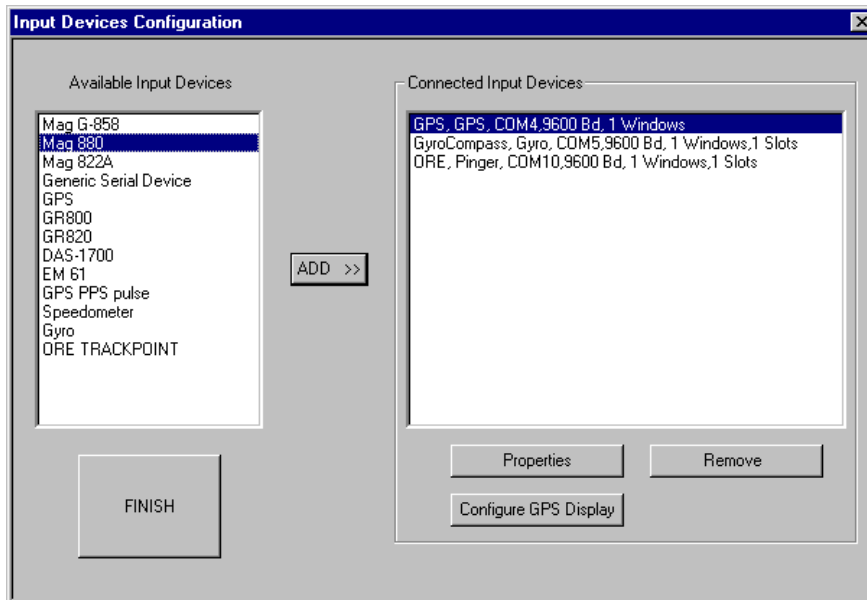 Input Devices Configuration
Available Input Devices
Mag G-858
Mag 880
Mag 822A
Generic Serial Device
GPS
GR800
GR820
DAS-1700
EM 61
GPS PPS pulse
Speedometer
Gyro
ORE TRACKPOINT
ADD >>
FINISH
Connected Input Devices
GPS, GPS, COM4,9600 Bd, 1 Windows
GyroCompass, Gyro, COM5,9600 Bd, 1 Windows,1 Slots
ORE, Pinger, COM10,9600 Bd, 1 Windows,1 Slots
Properties
Remove
Configure GPS Display